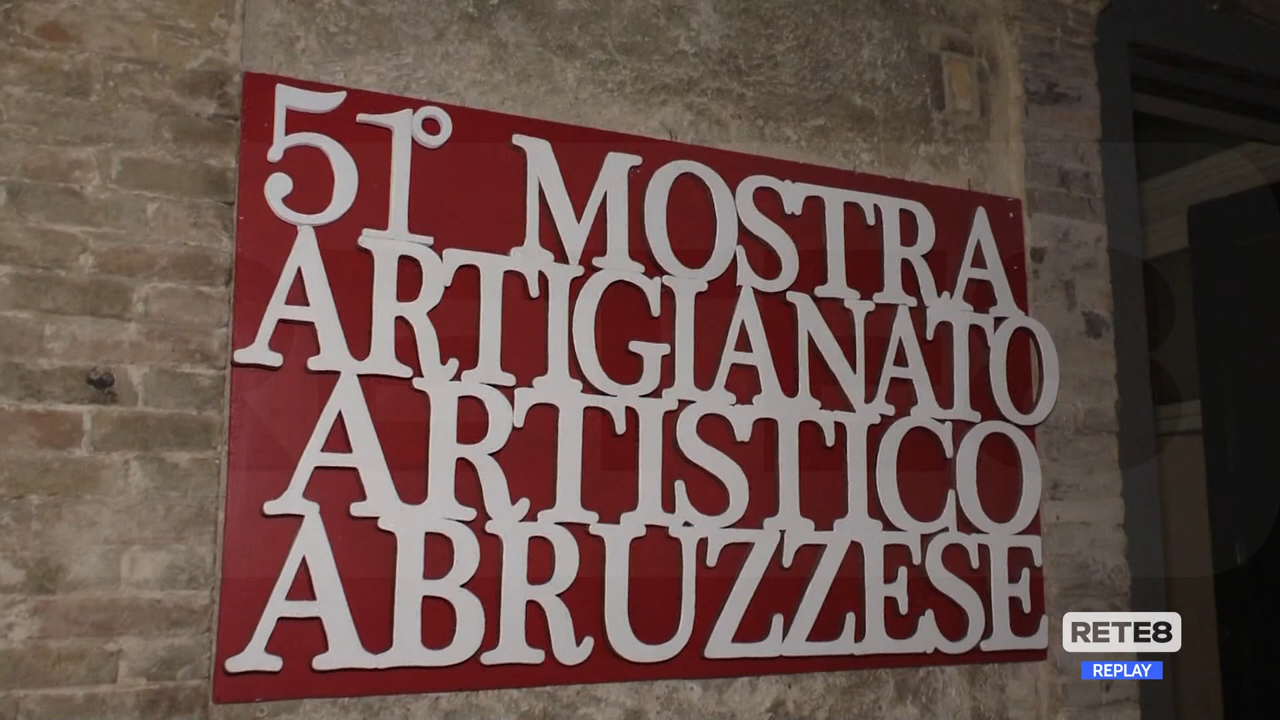 51° MOSTRA
ARTIGIANATO
ARTISTICO
ABRUZZESE
RETE8
REPLAY